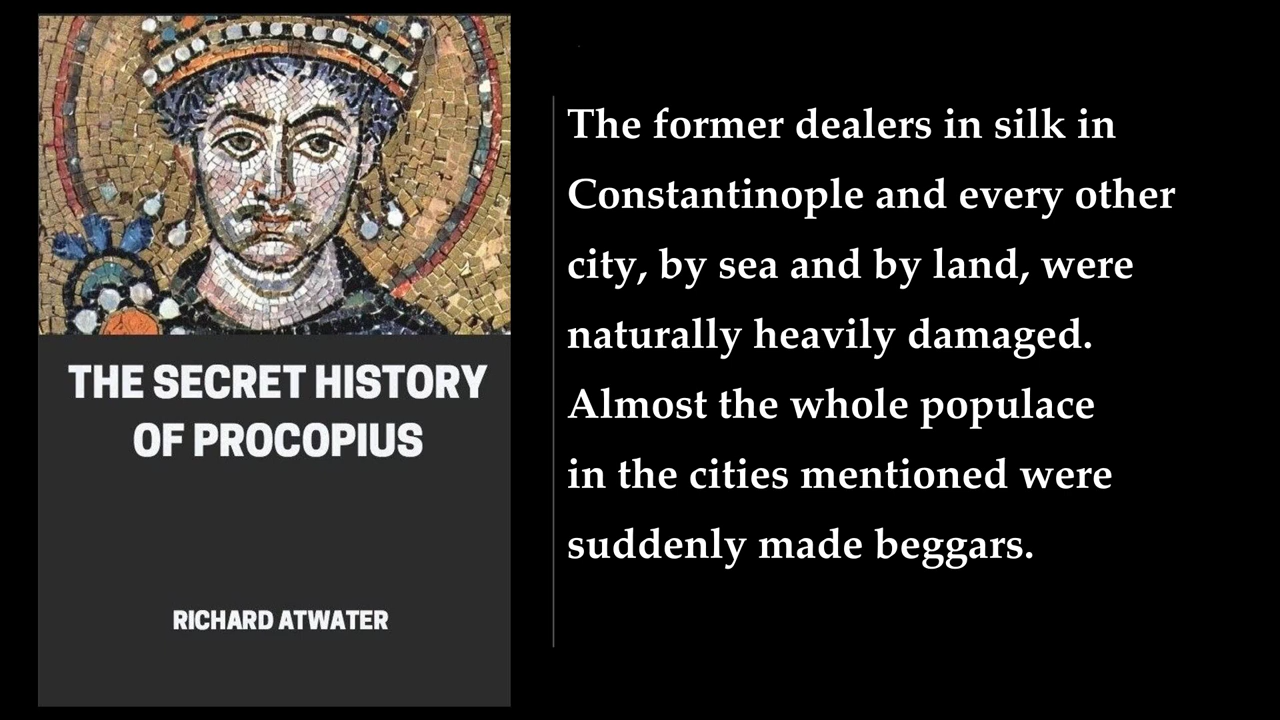 THE SECRET HISTORY
OF PROCOPIUS
RICHARD ATWATER
The former dealers in silk in
Constantinople and every other
city, by sea and by land, were
naturally heavily damaged.
Almost the whole populace
in the cities mentioned were
suddenly made beggars.